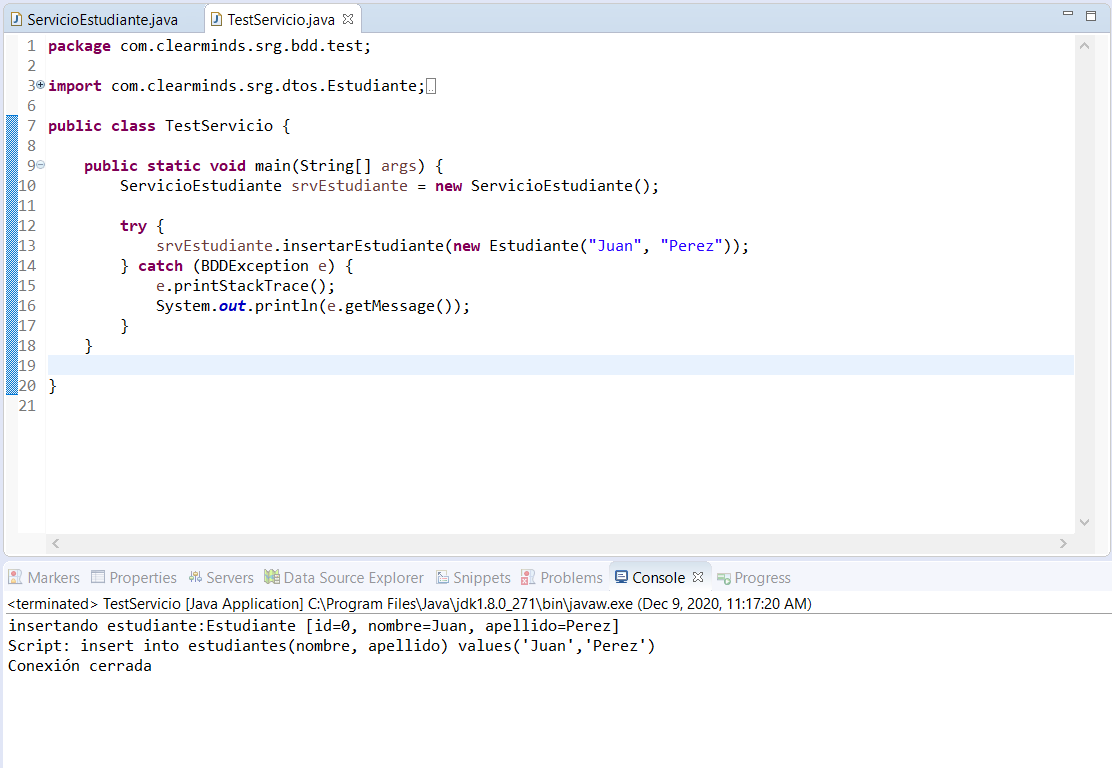 ServicioEstudiante.java TestServicio.java
1 package com.clearminds.srg.bdd.test;
2
3 import com.clearminds.srg.dtos.Estudiante;
6
7 public class TestServicio {
8
9 public static void main(String[] args) {
10 ServicioEstudiante srvEstudiante = new ServicioEstudiante();
11
12 try {
13 srvEstudiante.insertarEstudiante(new Estudiante("Juan", "Perez"));
14 } catch (BDDException e) {
15 e.printStackTrace();
16 System.out.println(e.getMessage());
17 }
18 }
19
20 }
21
Markers Properties Servers Data Source Explorer Snippets Problems Console Progress
<terminated> TestServicio [Java Application] C:\Program Files\Java\jdk1.8.0_271\bin\javaw.exe (Dec 9, 2020, 11:17:20 AM)
insertando estudiante:Estudiante [id=0, nombre=Juan, apellido=Perez]
Script: insert into estudiantes(nombre, apellido) values('Juan','Perez')
Conexión cerrada